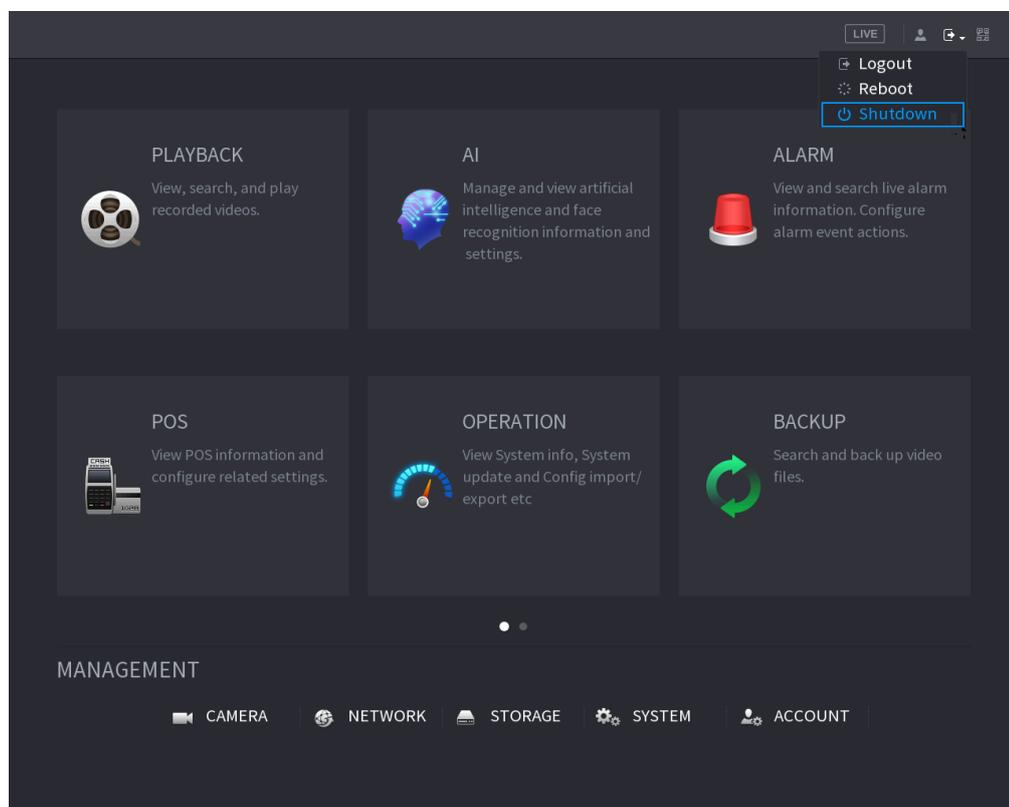 LIVE
Logout
Reboot
Shutdown
PLAYBACK
View, search, and play
recorded videos.
AI
Manage and view artificial
intelligence and face
recognition information and
settings.
ALARM
View and search live alarm
information. Configure
alarm event actions.
POS
View POS information and
configure related settings.
CASH
OPERATION
View System info, System
update and Config import/
export etc
BACKUP
Search and back up video
files.
MANAGEMENT
CAMERA
NETWORK
STORAGE
SYSTEM
ACCOUNT